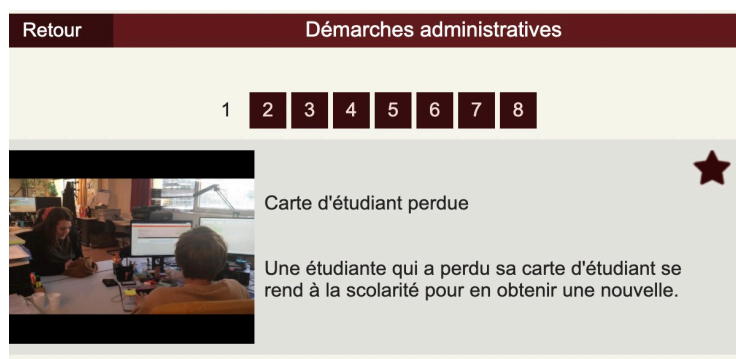 Retour
Démarches administratives
1 2 3 4 5 6 7 8
Carte d'étudiant perdue
Une étudiante qui a perdu sa carte d'étudiant se
rend à la scolarité pour en obtenir une nouvelle.